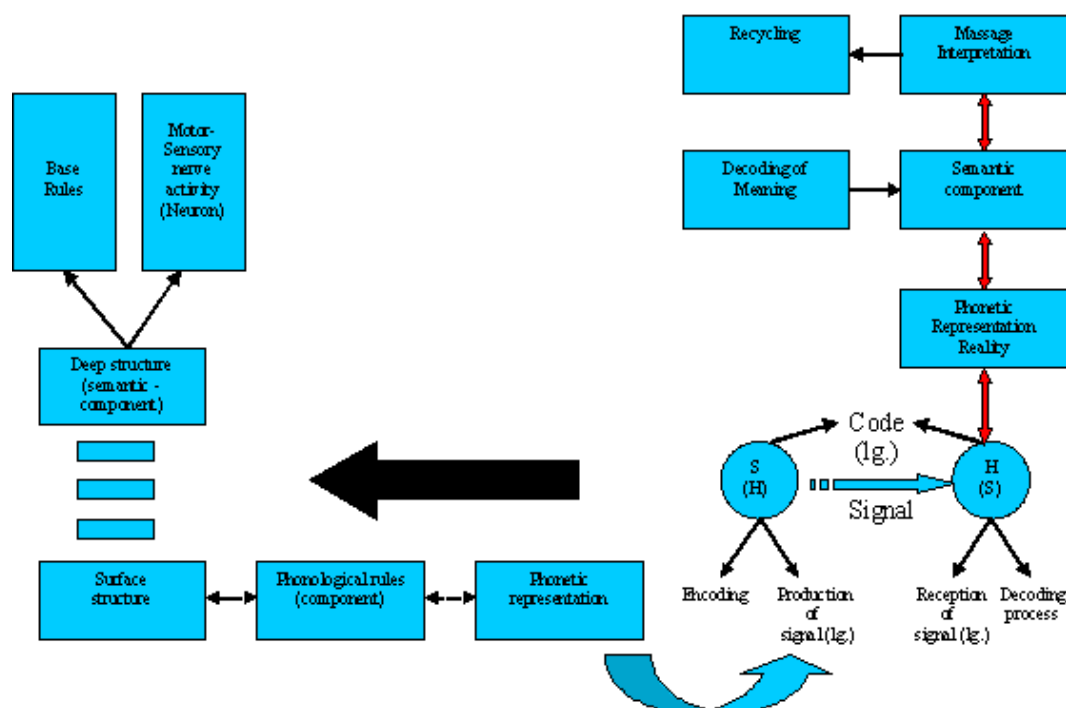 Recycling
Massage
Interpretation
Base
Rules
Motor-
Sensory
nerve
activity
(Neuron)
Decoding of
Meaning
Semantic
component
Phonetic
Representation
Reality
Deep structure
(semantic -
component)
Code
(lg.)
S
(H)
H
(S)
Signal
Surface
structure
Phonological rules
(component)
Phonetic
representation
Encoding
Production
of
signal (lg.)
Reception
of
signal (lg.)
Decoding
process